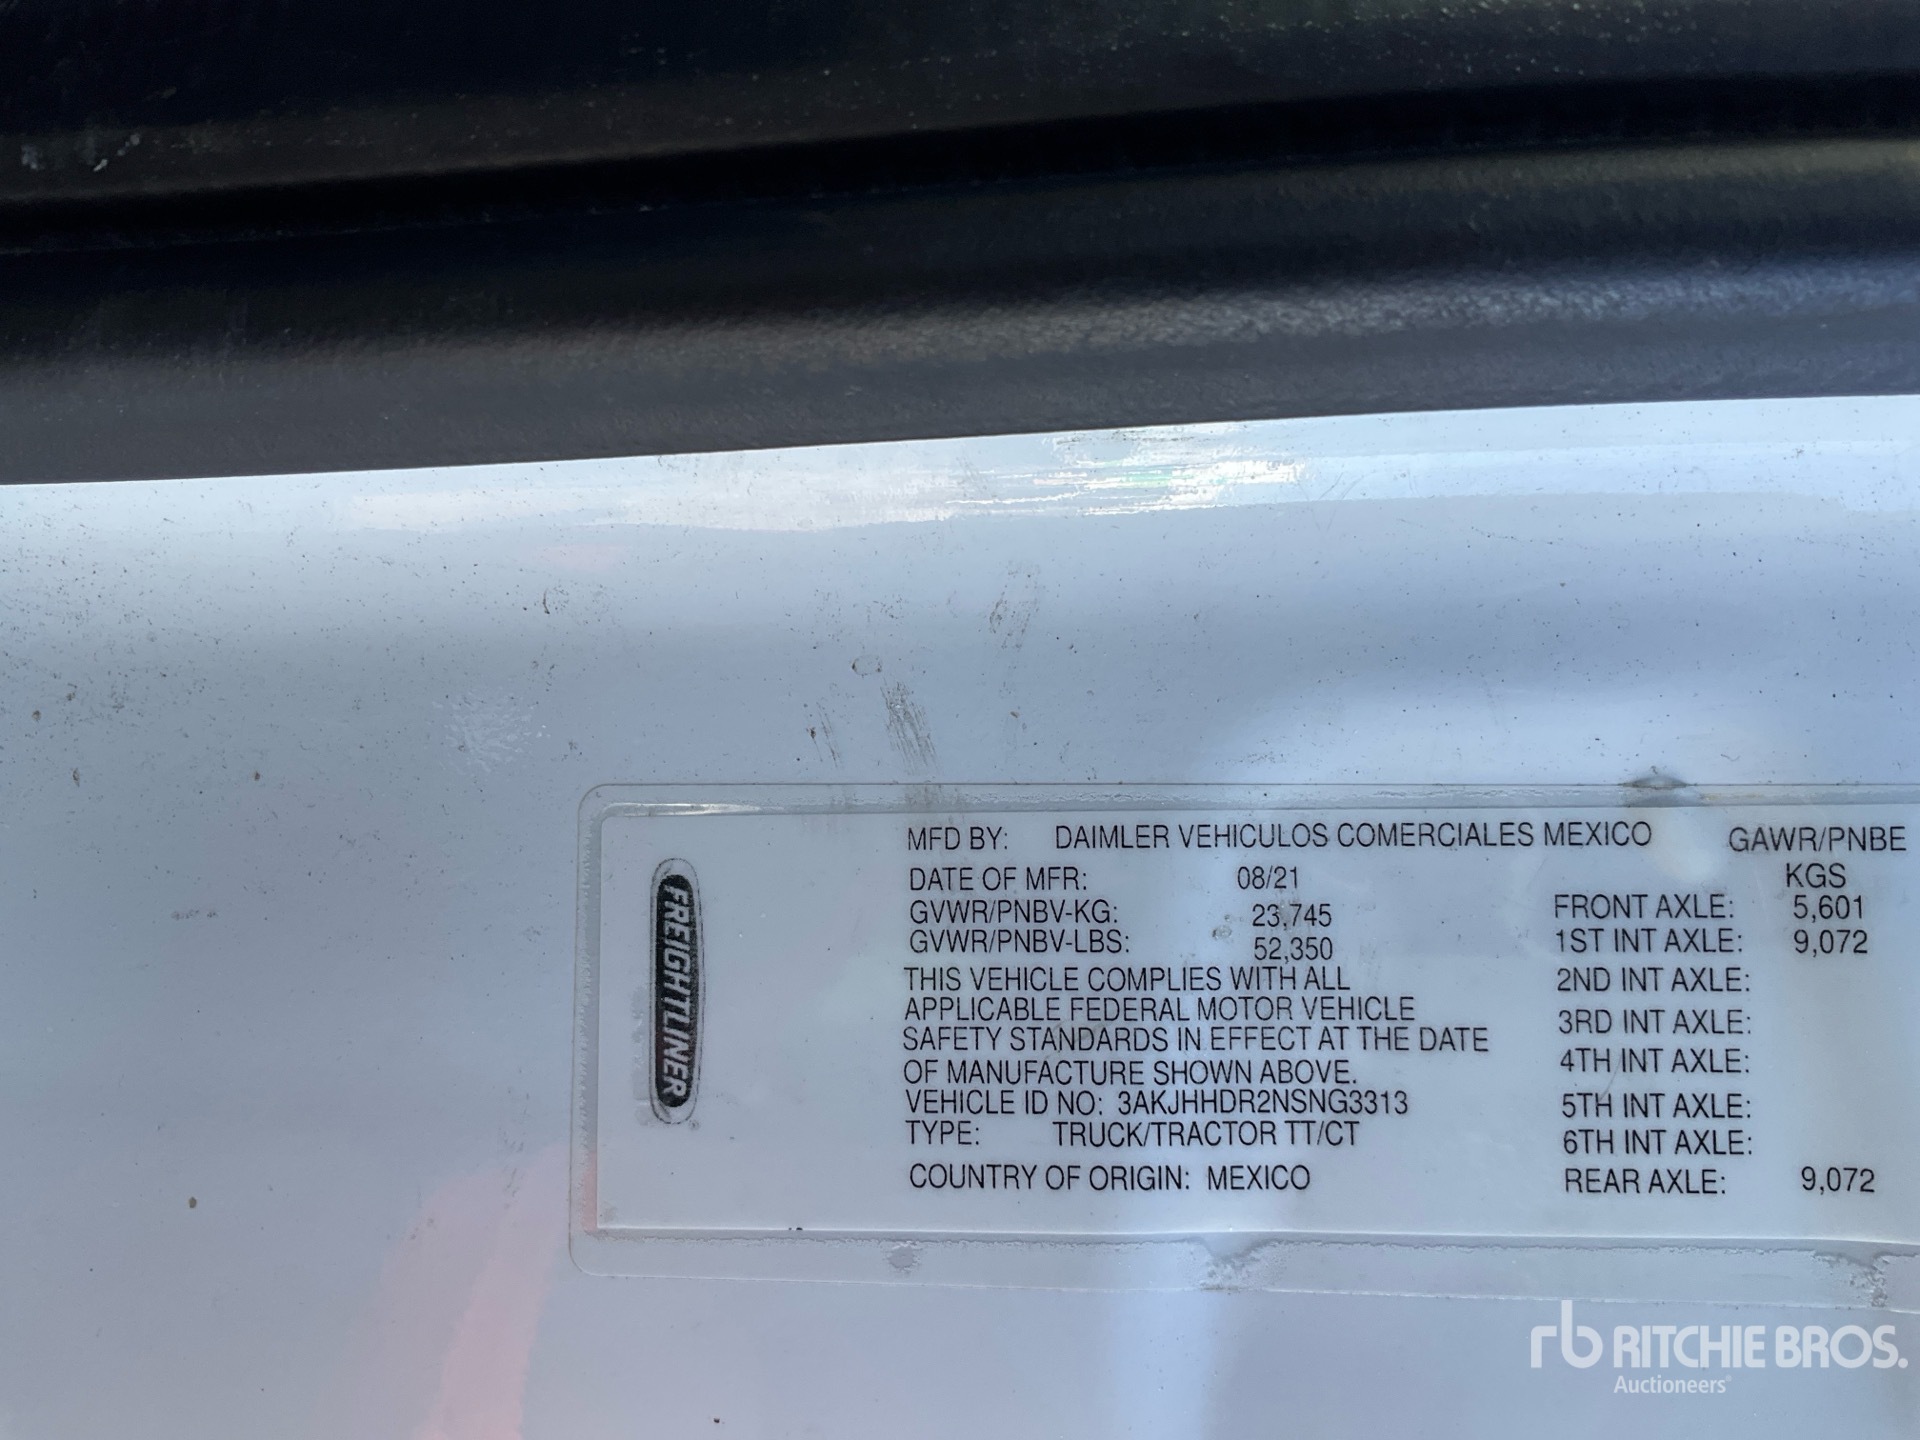 FREIGHTLINER
MFD BY: DAIMLER VEHICULOS COMERCIALES MEXICO
DATE OF MFR: 08/21
GVWR/PNBV-KG: 23,745
GVWR/PNBV-LBS: 52,350
THIS VEHICLE COMPLIES WITH ALL
APPLICABLE FEDERAL MOTOR VEHICLE
SAFETY STANDARDS IN EFFECT AT THE DATE
OF MANUFACTURE SHOWN ABOVE.
VEHICLE ID NO: 3AKJHHDR2NSNG3313
TYPE: TRUCK/TRACTOR TT/CT
COUNTRY OF ORIGIN: MEXICO
GAWR/PNBE
KGS
FRONT AXLE: 5,601
1ST INT AXLE: 9,072
2ND INT AXLE:
3RD INT AXLE:
4TH INT AXLE:
5TH INT AXLE:
6TH INT AXLE:
REAR AXLE: 9,072
rb RITCHIE BROS.
Auctioneers